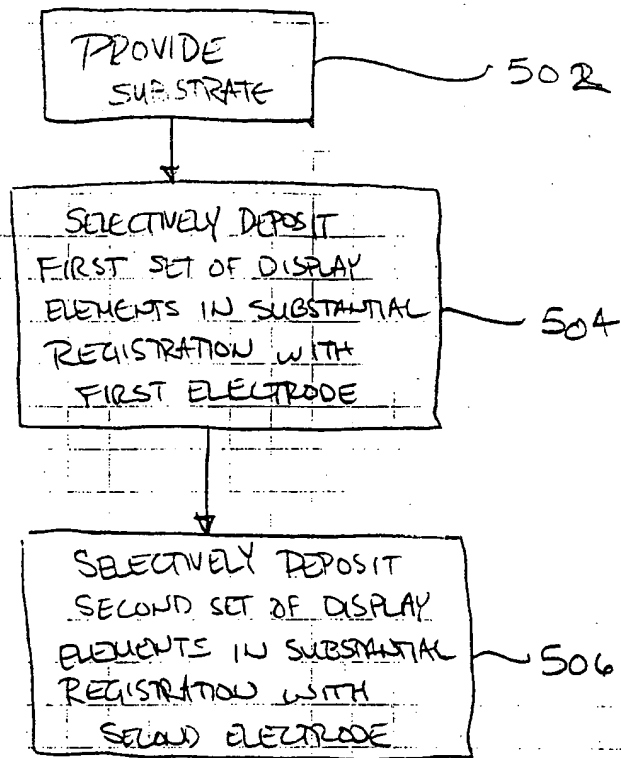 PROVIDE
SUBSTRATE
502
SELECTIVELY DEPOSIT
FIRST SET OF DISPLAY
ELEMENTS IN SUBSTANTIAL
REGISTRATION WITH
FIRST ELECTRODE
504
SELECTIVELY DEPOSIT
SECOND SET OF DISPLAY
ELEMENTS IN SUBSTANTIAL
REGISTRATION WITH
SECOND ELECTRODE
506